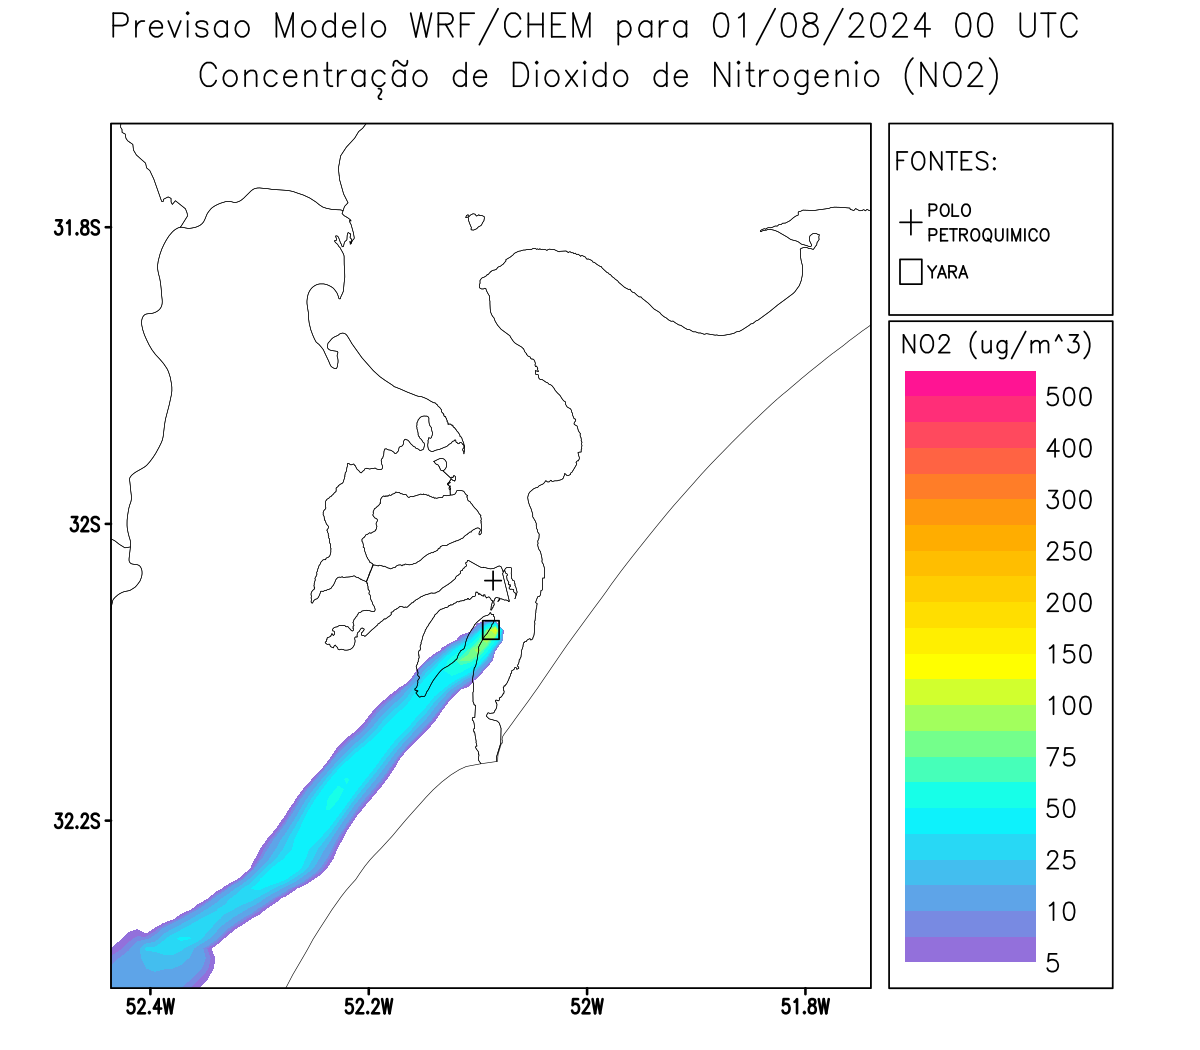 Previsao Modelo WRF/CHEM para 01/08/2024 00 UTC
Concentração de Dioxido de Nitrogenio (NO2)
FONTES:
POLO
PETROQUIMICO
YARA
NO2 (ug/m^3)
500
400
300
250
200
150
100
75
50
25
10
5
31.8S
32S
32.2S
52.4W
52.2W
52W
51.8W